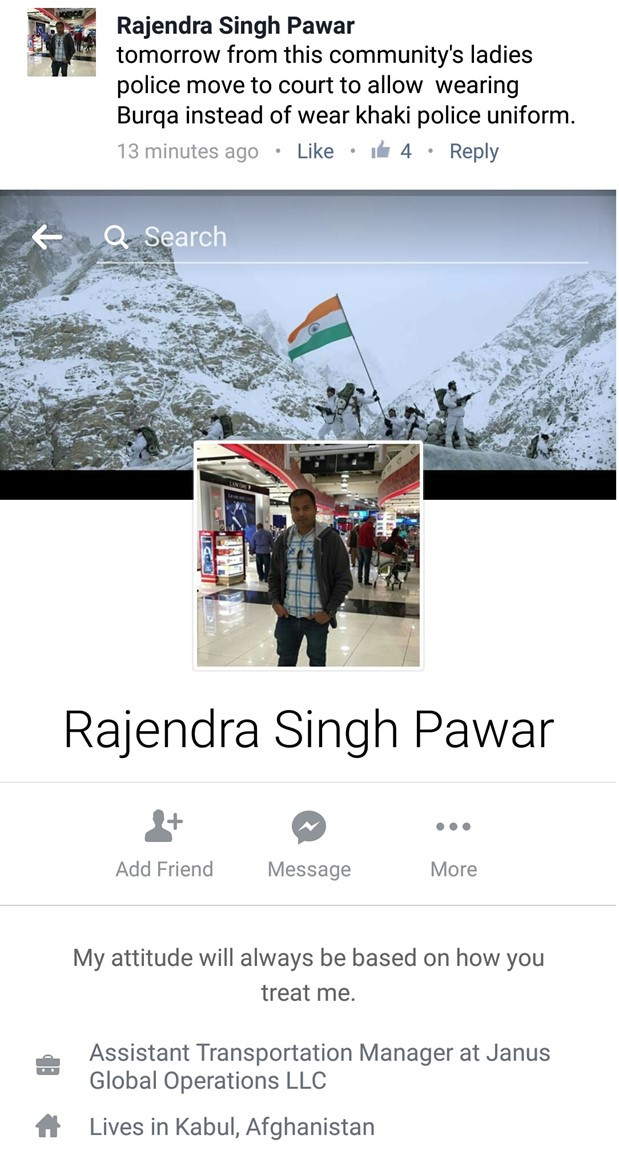 Rajendra Singh Pawar
tomorrow from this community's ladies
police move to court to allow wearing
Burqa instead of wear khaki police uniform.
13 minutes ago • Like • 4 • Reply
Search
Rajendra Singh Pawar
Add Friend
Message
More
My attitude will always be based on how you
treat me.
Assistant Transportation Manager at Janus
Global Operations LLC
Lives in Kabul, Afghanistan